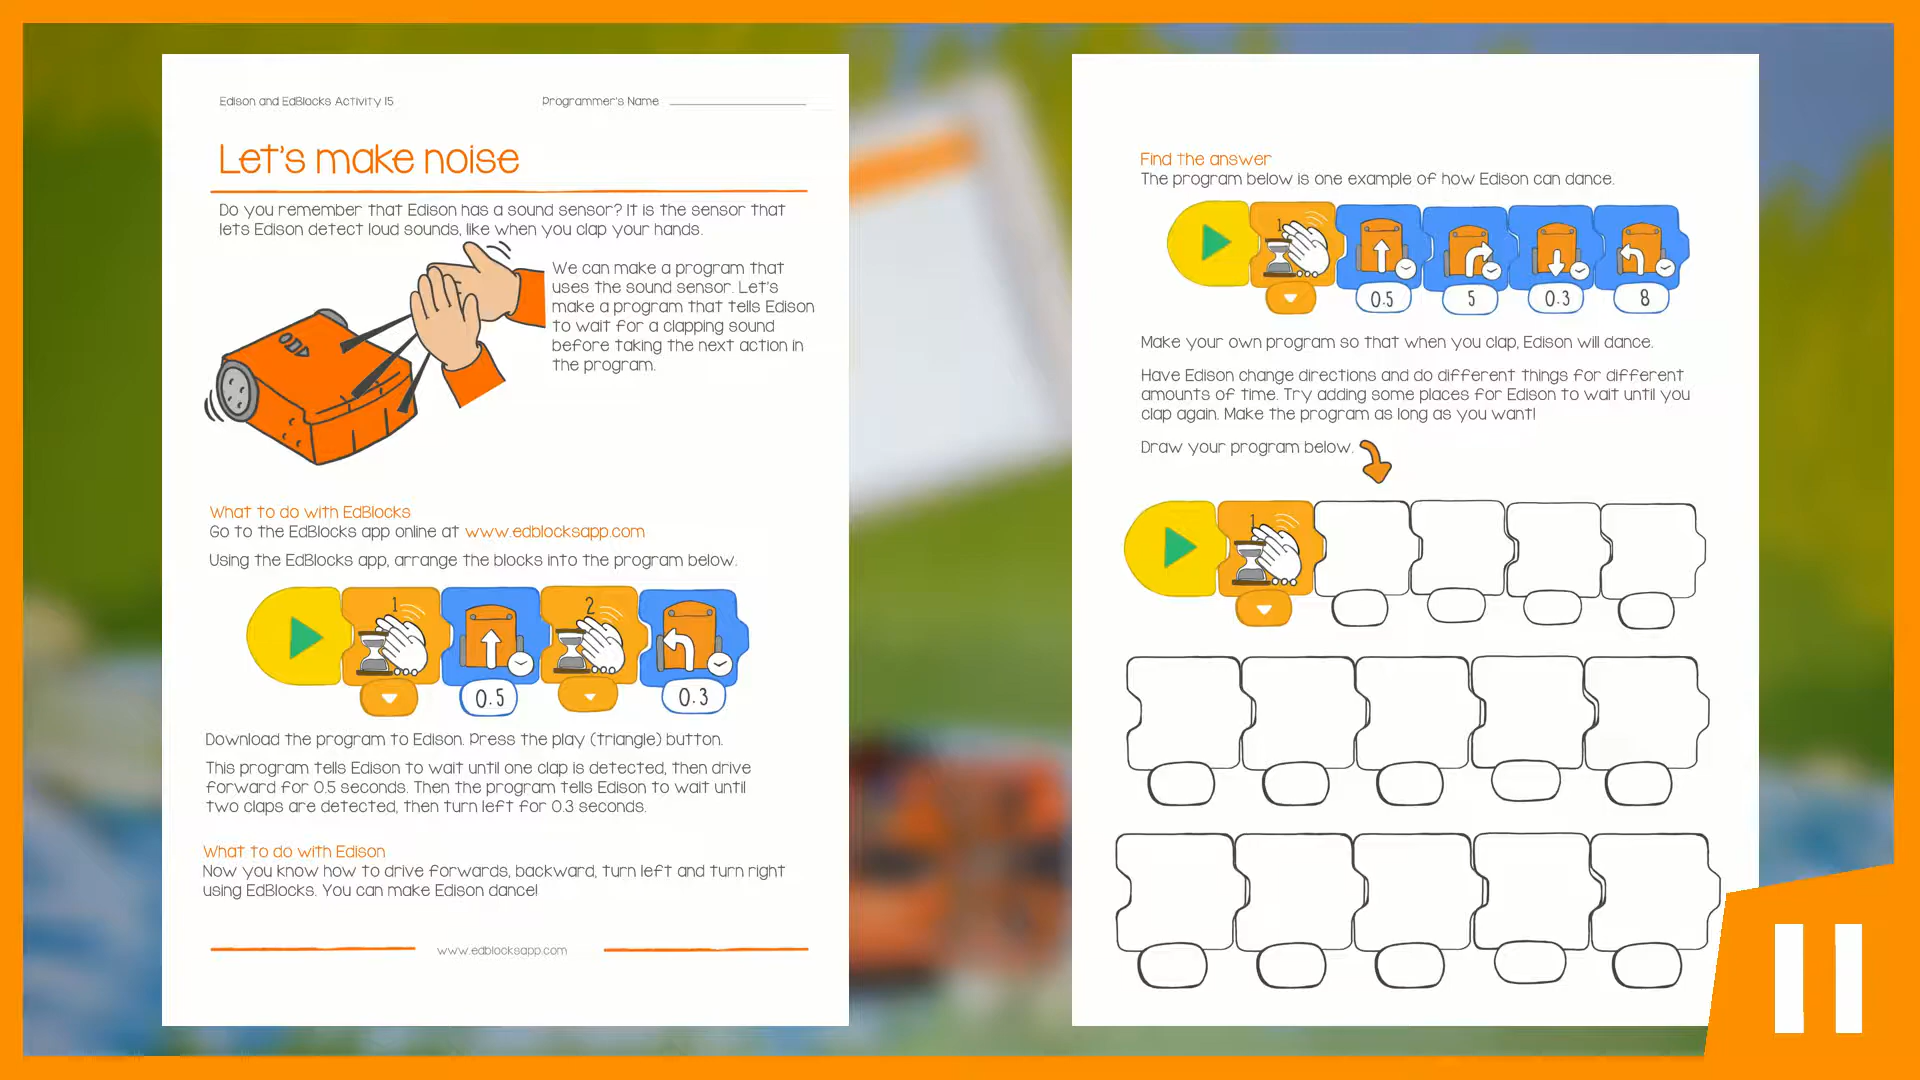 Edison and EdBlocks Activity 15
Programmer's Name
Let's make noise
Do you remember that Edison has a sound sensor? It is the sensor that
lets Edison detect loud sounds, like when you clap your hands.
We can make a program that
uses the sound sensor. Let's
make a program that tells Edison
to wait for a clapping sound
before taking the next action in
the program.
What to do with EdBlocks
Go to the EdBlocks app online at www.edblocksapp.com
Using the EdBlocks app, arrange the blocks into the program below.
1 2
0.5 0.3
Download the program to Edison. Press the play (triangle) button.
This program tells Edison to wait until one clap is detected, then drive
forward for 0.5 seconds. Then the program tells Edison to wait until
two claps are detected, then turn left for 0.3 seconds.
What to do with Edison
Now you know how to drive forwards, backward, turn left and turn right
using EdBlocks. You can make Edison dance!
www.edblocksapp.com
Find the answer
The program below is one example of how Edison can dance.
1
0.5 5 0.3 8
Make your own program so that when you clap, Edison will dance.
Have Edison change directions and do different things for different
amounts of time. Try adding some places for Edison to wait until you
clap again. Make the program as long as you want!
Draw your program below.
1